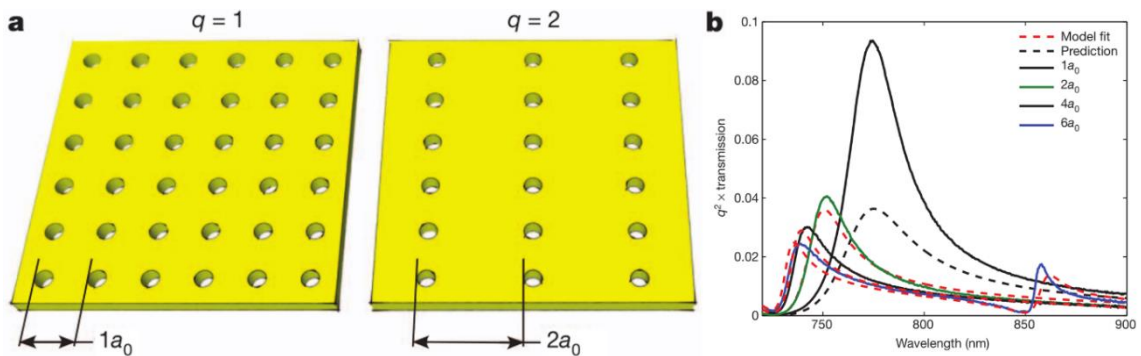 a
q = 1
q = 2
1a₀
2a₀
b
0.1
0.08
0.06
0.04
0.02
0
750
800
850
900
Wavelength (nm)
q² × transmission
Model fit
Prediction
1a₀
2a₀
4a₀
6a₀